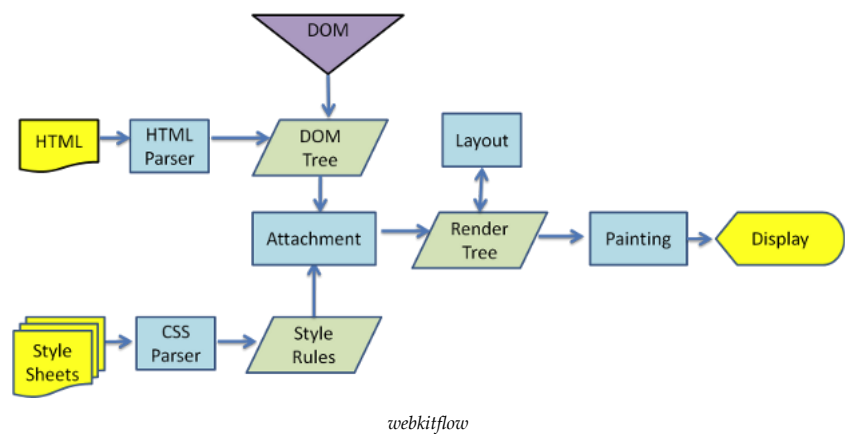 DOM
HTML
HTML
Parser
DOM
Tree
Layout
Attachment
Render
Tree
Painting
Display
Style
Sheets
CSS
Parser
Style
Rules
webkitflow